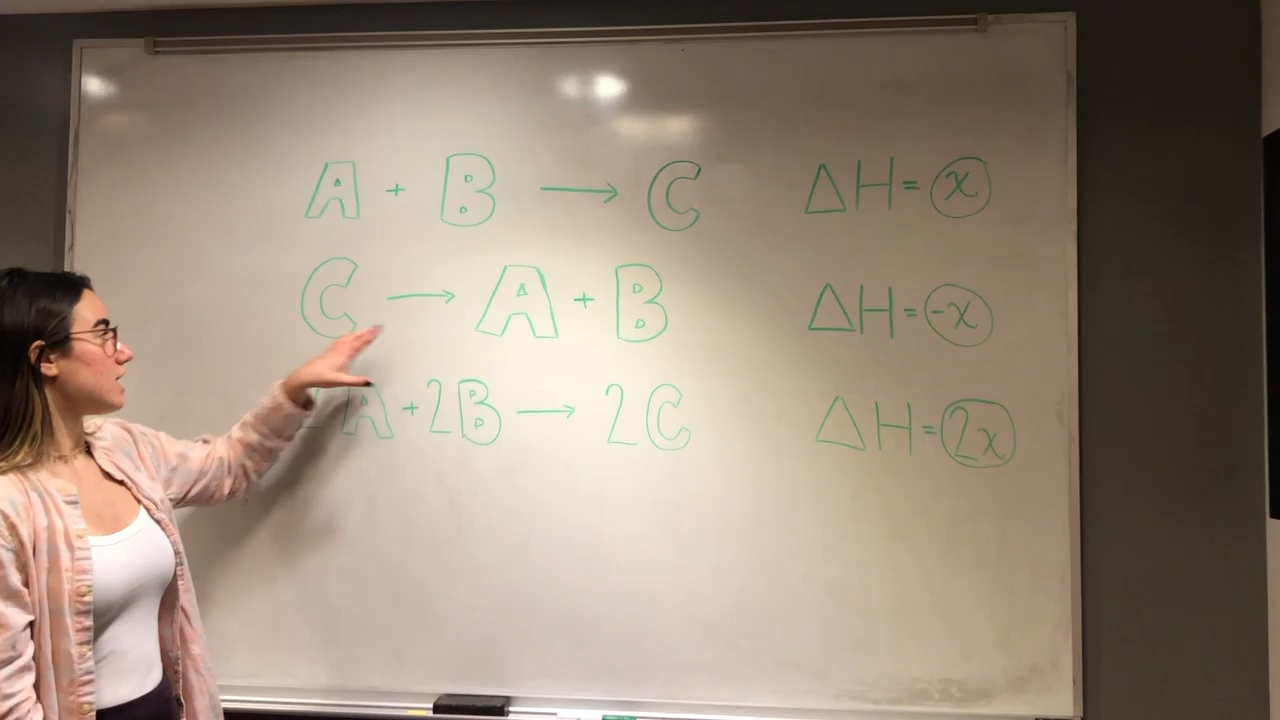 A + B → C ΔH = x
C → A + B ΔH = -x
2A + 2B → 2C ΔH = 2x